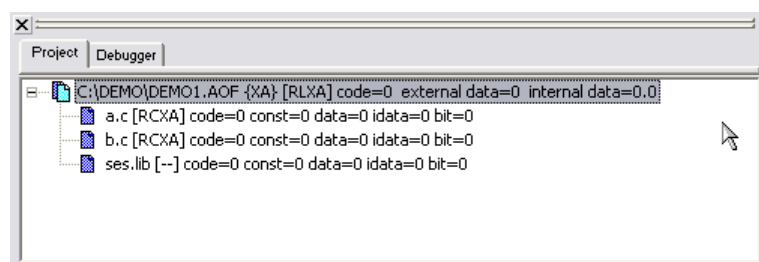 Project Debugger
C:\DEMO\DEMO1.AOF {XA} [RLXA] code=0 external data=0 internal data=0.0
a.c [RCXA] code=0 const=0 data=0 idata=0 bit=0
b.c [RCXA] code=0 const=0 data=0 idata=0 bit=0
ses.lib [--] code=0 const=0 data=0 idata=0 bit=0